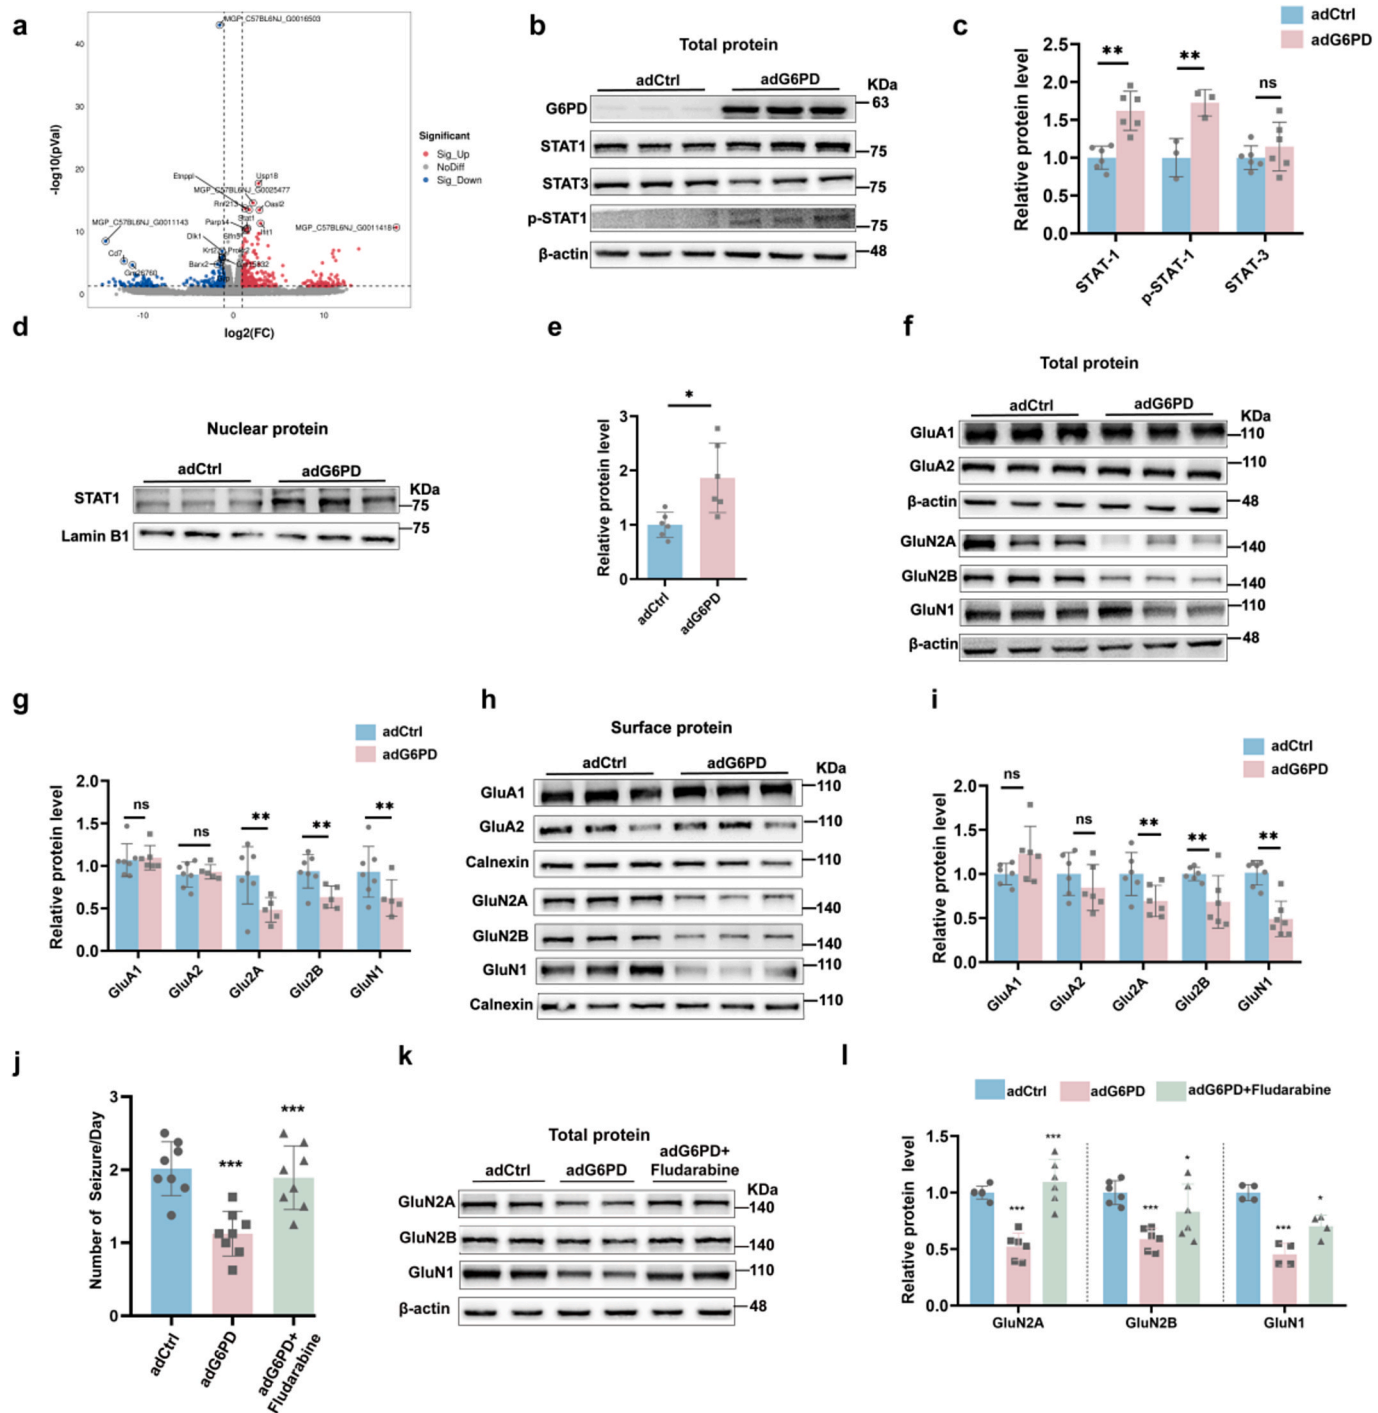 a
MGP_C57BL6NJ_G0016503
40
30
20
10
0
-10
0
10
-log10(pVal)
log2(FC)
Etnppl
Usp18
MGP_C57BL6NJ_G0025477
Rnf213
Oasl2
Stat1
Parp14
Ifit1
MGP_C57BL6NJ_G0011418
MGP_C57BL6NJ_G0011143
Dlk1
Cd7
Barx2
Significant
Sig_Up
NoDiff
Sig_Down
b
Total protein
adCtrl
adG6PD
KDa
G6PD
63
STAT1
75
STAT3
75
p-STAT1
75
β-actin
48
c
adCtrl
adG6PD
Relative protein level
2.5
2.0
1.5
1.0
0.5
0.0
**
**
ns
STAT-1
p-STAT-1
STAT-3
d
Nuclear protein
adCtrl
adG6PD
KDa
STAT1
75
Lamin B1
75
e
Relative protein level
3
2
1
0
*
adCtrl
adG6PD
f
Total protein
adCtrl
adG6PD
KDa
GluA1
110
GluA2
110
β-actin
48
GluN2A
140
GluN2B
140
GluN1
110
β-actin
48
g
adCtrl
adG6PD
Relative protein level
2.0
1.5
1.0
0.5
0.0
ns
ns
**
**
**
GluA1
GluA2
Glu2A
Glu2B
GluN1
h
Surface protein
adCtrl
adG6PD
KDa
GluA1
110
GluA2
110
Calnexin
110
GluN2A
140
GluN2B
140
GluN1
110
Calnexin
110
i
adCtrl
adG6PD
Relative protein level
2.0
1.5
1.0
0.5
0.0
ns
ns
**
**
**
GluA1
GluA2
Glu2A
Glu2B
GluN1
j
Number of Seizure/Day
3
2
1
0
***
***
adCtrl
adG6PD
adG6PD+
Fludarabine
k
Total protein
adCtrl
adG6PD
adG6PD+
Fludarabine
KDa
GluN2A
140
GluN2B
140
GluN1
110
β-actin
48
l
adCtrl
adG6PD
adG6PD+Fludarabine
Relative protein level
1.5
1.0
0.5
0.0
***
***
***
*
***
*
GluN2A
GluN2B
GluN1